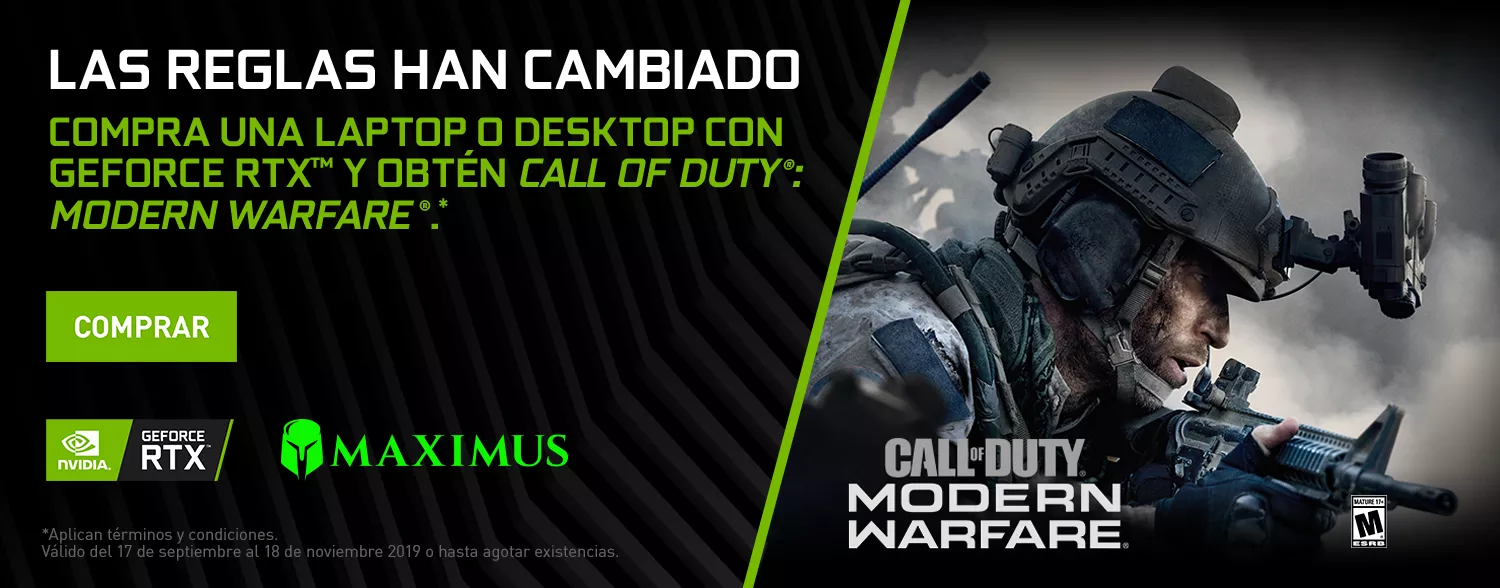 LAS REGLAS HAN CAMBIADO
COMPRA UNA LAPTOP O DESKTOP CON
GEFORCE RTX™ Y OBTÉN CALL OF DUTY®:
MODERN WARFARE®.*
COMPRAR
NVIDIA.
GEFORCE
RTX™
MAXIMUS
*Aplican términos y condiciones.
Válido del 17 de septiembre al 18 de noviembre 2019 o hasta agotar existencias.
CALL OF DUTY®
MODERN
WARFARE®
MATURE 17+
M
ESRB